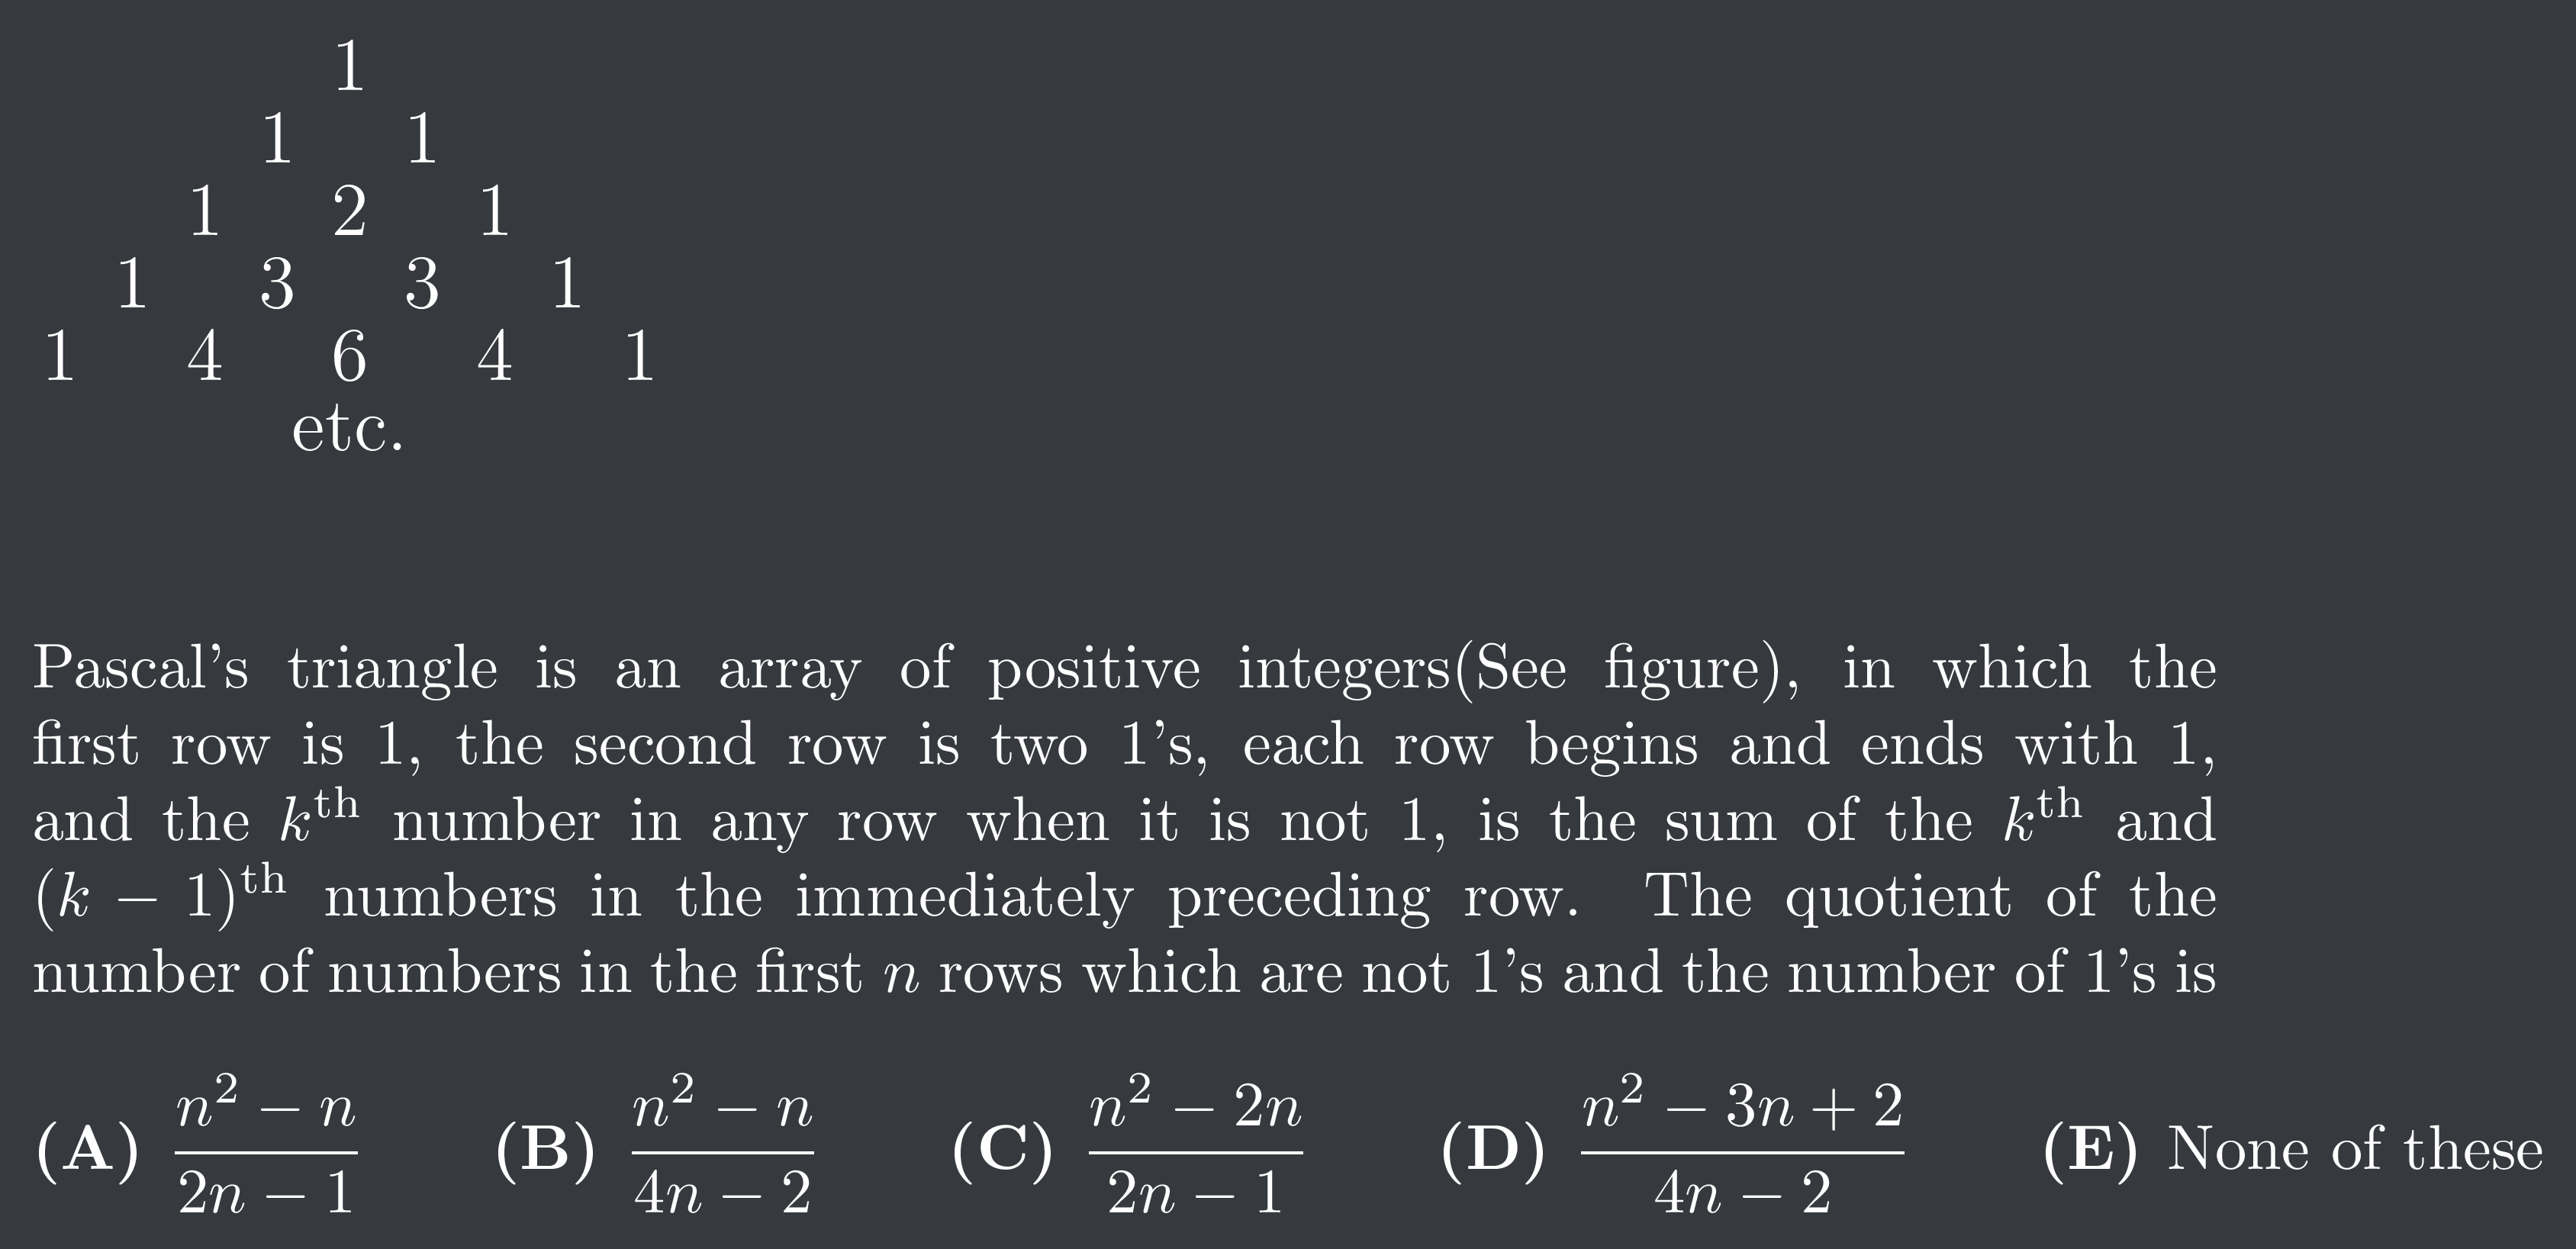 1
1 1
1 2 1
1 3 3 1
1 4 6 4 1
etc.
Pascal's triangle is an array of positive integers(See figure), in which the
first row is 1, the second row is two 1's, each row begins and ends with 1,
and the k^th number in any row when it is not 1, is the sum of the k^th and
(k − 1)^th numbers in the immediately preceding row. The quotient of the
number of numbers in the first n rows which are not 1's and the number of 1's is
(A) \frac{n^2 − n}{2n − 1} (B) \frac{n^2 − n}{4n − 2} (C) \frac{n^2 − 2n}{2n − 1} (D) \frac{n^2 − 3n + 2}{4n − 2} (E) None of these